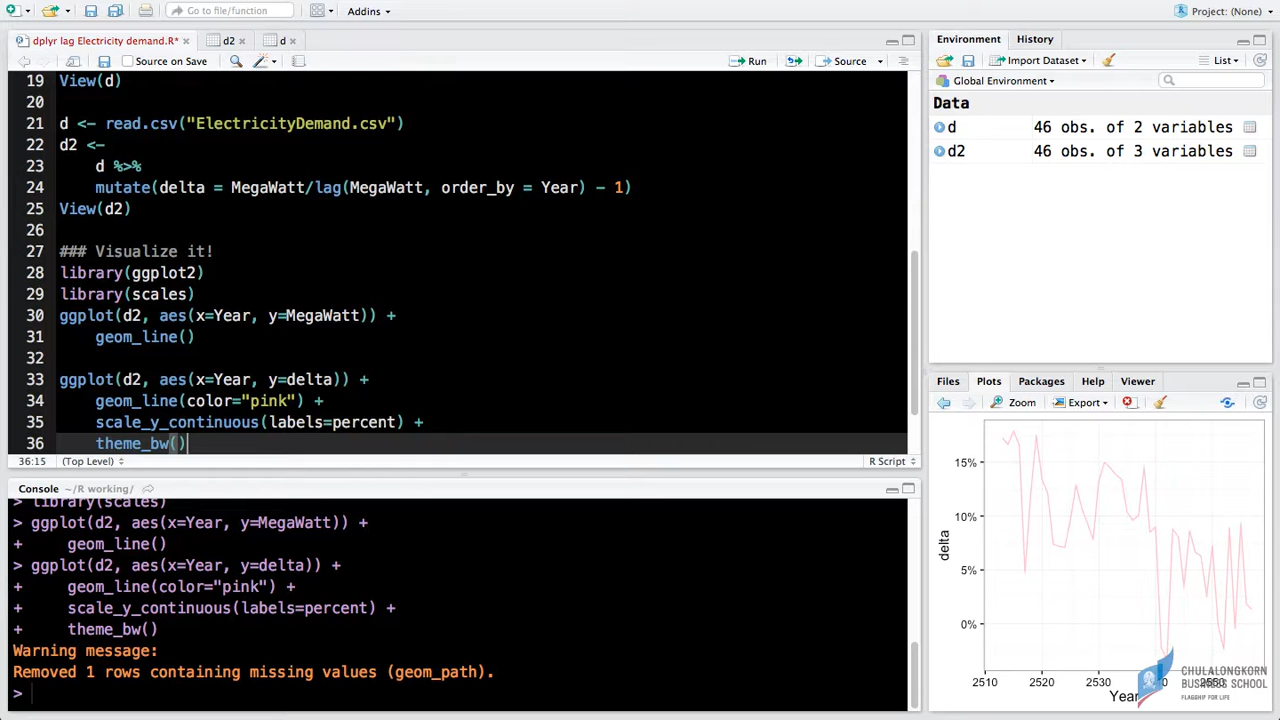 Go to file/function
Addins
Project: (None)
dplyr lag Electricity demand.R*
d2
d
Source on Save
Run
Source
19 View(d)
20
21 d <- read.csv("ElectricityDemand.csv")
22 d2 <-
23 d %>%
24 mutate(delta = MegaWatt/lag(MegaWatt, order_by = Year) - 1)
25 View(d2)
26
27 ### Visualize it!
28 library(ggplot2)
29 library(scales)
30 ggplot(d2, aes(x=Year, y=MegaWatt)) +
31 geom_line()
32
33 ggplot(d2, aes(x=Year, y=delta)) +
34 geom_line(color="pink") +
35 scale_y_continuous(labels=percent) +
36 theme_bw()
36:15
(Top Level)
R Script
Console ~/R working/
> library(scales)
> ggplot(d2, aes(x=Year, y=MegaWatt)) +
+ geom_line()
> ggplot(d2, aes(x=Year, y=delta)) +
+ geom_line(color="pink") +
+ scale_y_continuous(labels=percent) +
+ theme_bw()
Warning message:
Removed 1 rows containing missing values (geom_path).
>
Environment
History
Import Dataset
List
Global Environment
Data
d 46 obs. of 2 variables
d2 46 obs. of 3 variables
Files
Plots
Packages
Help
Viewer
Zoom
Export
15%
10%
5%
0%
delta
2510
2520
2530
Year
CHULALONGKORN
BUSINESS SCHOOL
FLAGSHIP FOR LIFE